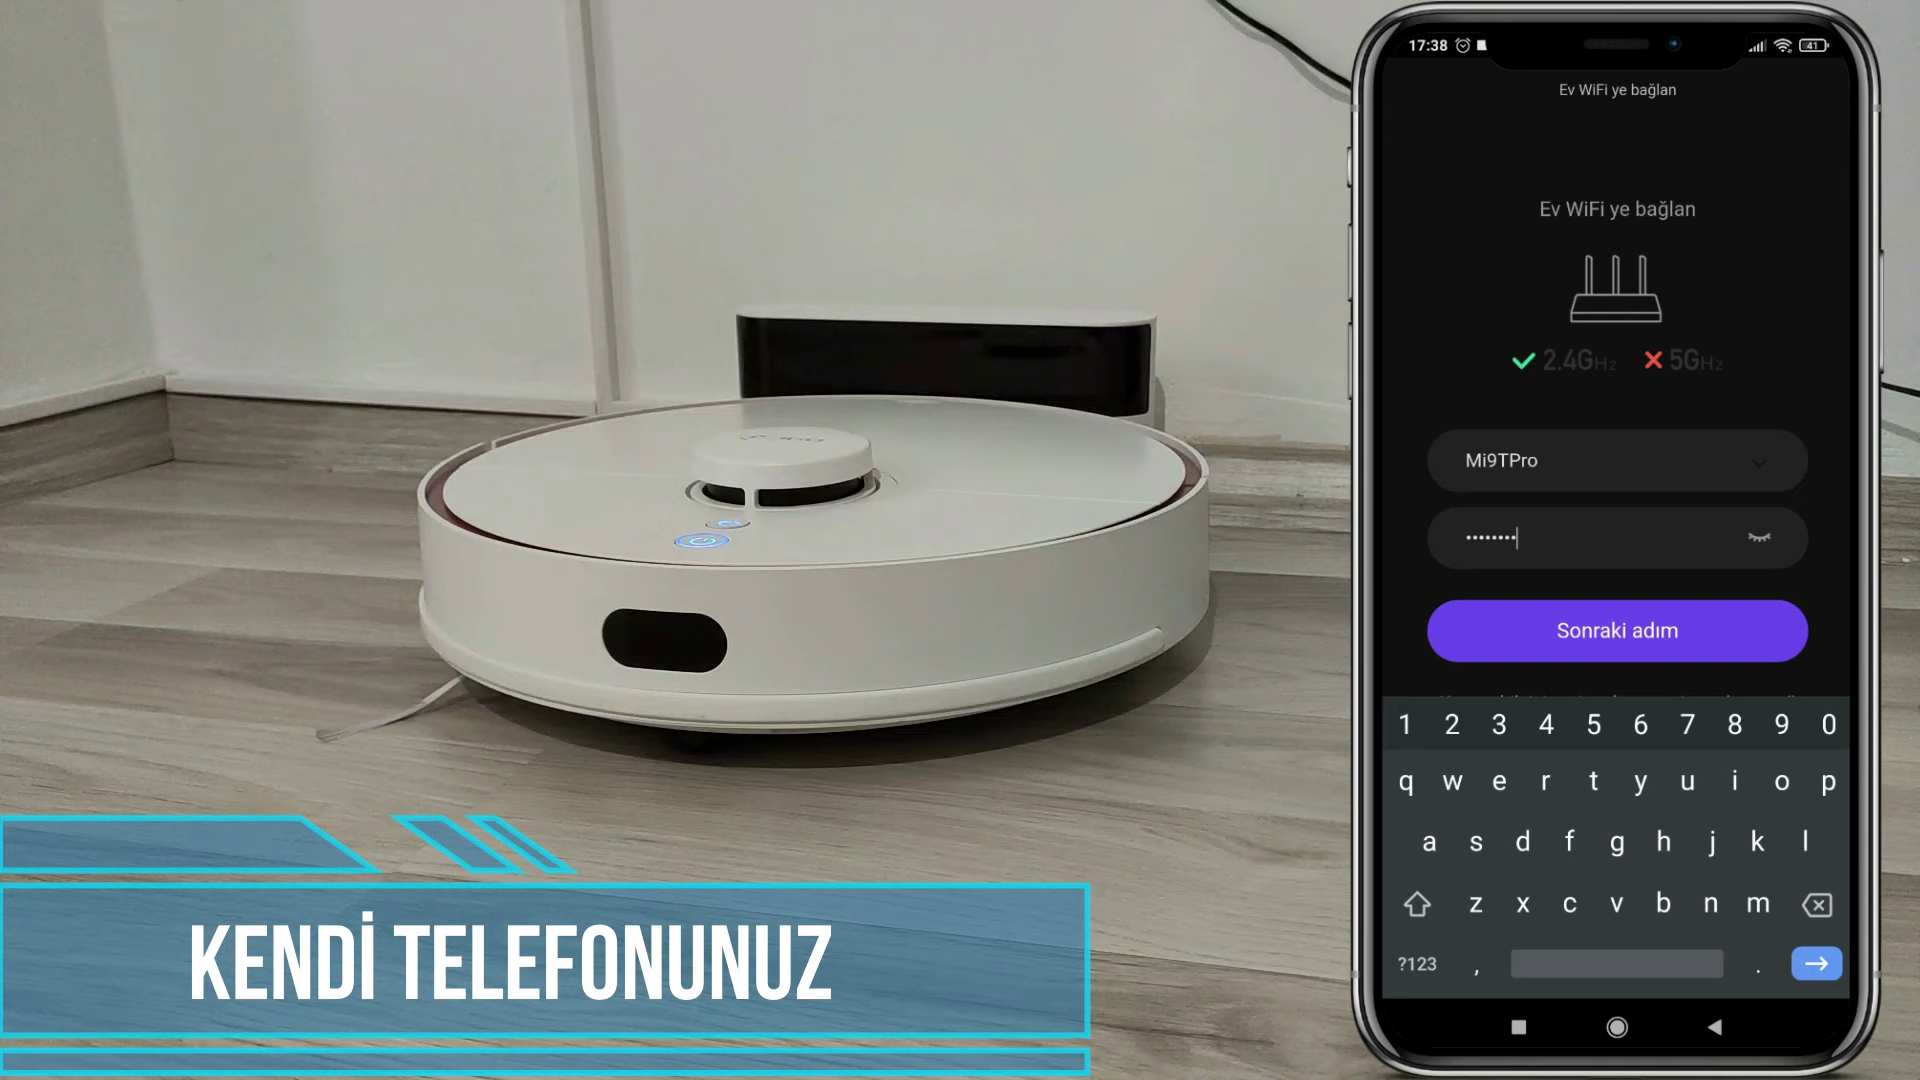 17:38
41
Ev WiFi ye bağlan
Ev WiFi ye bağlan
2.4GHz 5GHz
Mi9TPro
••••••••
Sonraki adım
1 2 3 4 5 6 7 8 9 0
q w e r t y u i o p
a s d f g h j k l
z x c v b n m
?123 , .
KENDİ TELEFONUNUZ